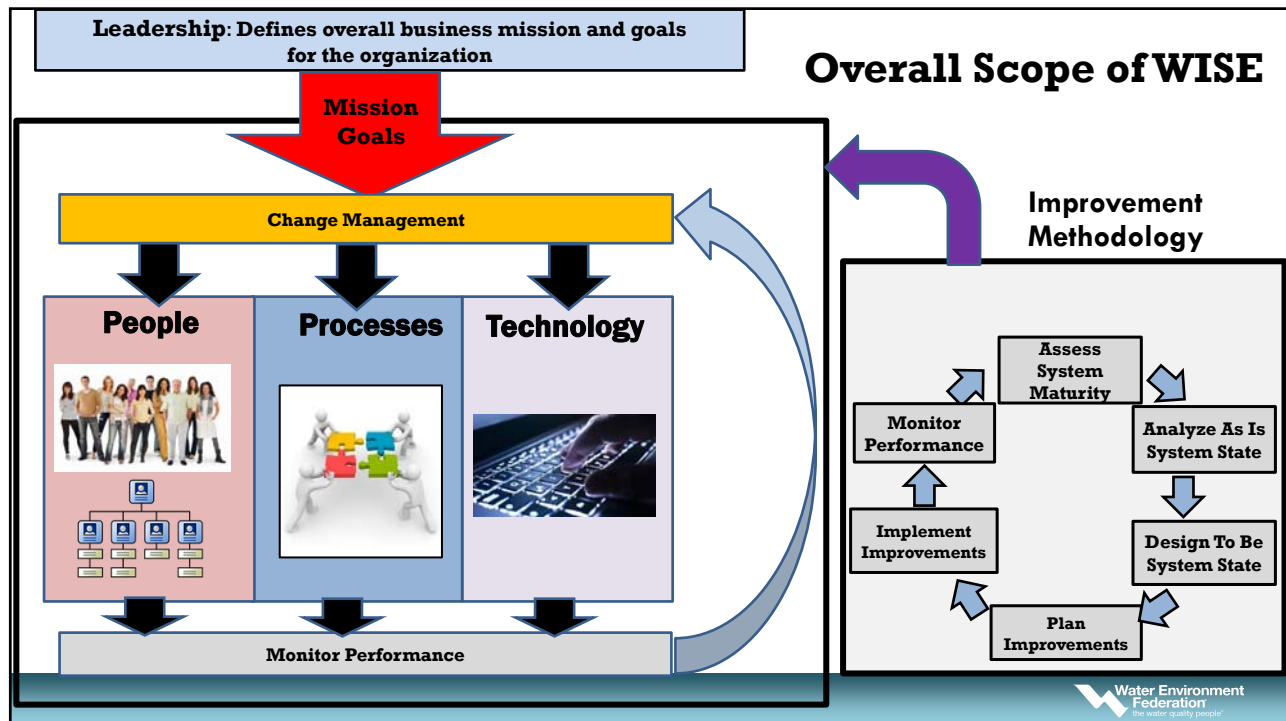 Leadership: Defines overall business mission and goals
for the organization
Overall Scope of WISE
Mission
Goals
Change Management
People
Processes
Technology
Monitor Performance
Improvement
Methodology
Assess
System
Maturity
Analyze As Is
System State
Design To Be
System State
Plan
Improvements
Implement
Improvements
Monitor
Performance
Water Environment
Federation
the water quality people®